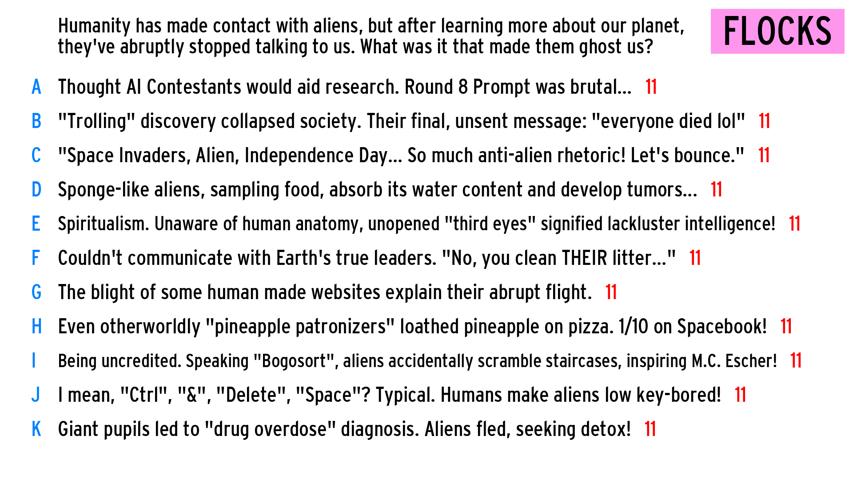 Humanity has made contact with aliens, but after learning more about our planet,
they've abruptly stopped talking to us. What was it that made them ghost us?
FLOCKS
A Thought AI Contestants would aid research. Round 8 Prompt was brutal... 11
B "Trolling" discovery collapsed society. Their final, unsent message: "everyone died lol" 11
C "Space Invaders, Alien, Independence Day... So much anti-alien rhetoric! Let's bounce." 11
D Sponge-like aliens, sampling food, absorb its water content and develop tumors... 11
E Spiritualism. Unaware of human anatomy, unopened "third eyes" signified lackluster intelligence! 11
F Couldn't communicate with Earth's true leaders. "No, you clean THEIR litter..." 11
G The blight of some human made websites explain their abrupt flight. 11
H Even otherworldly "pineapple patronizers" loathed pineapple on pizza. 1/10 on Spacebook! 11
I Being uncredited. Speaking "Bogosort", aliens accidentally scramble staircases, inspiring M.C. Escher! 11
J I mean, "Ctrl", "&", "Delete", "Space"? Typical. Humans make aliens low key-bored! 11
K Giant pupils led to "drug overdose" diagnosis. Aliens fled, seeking detox! 11